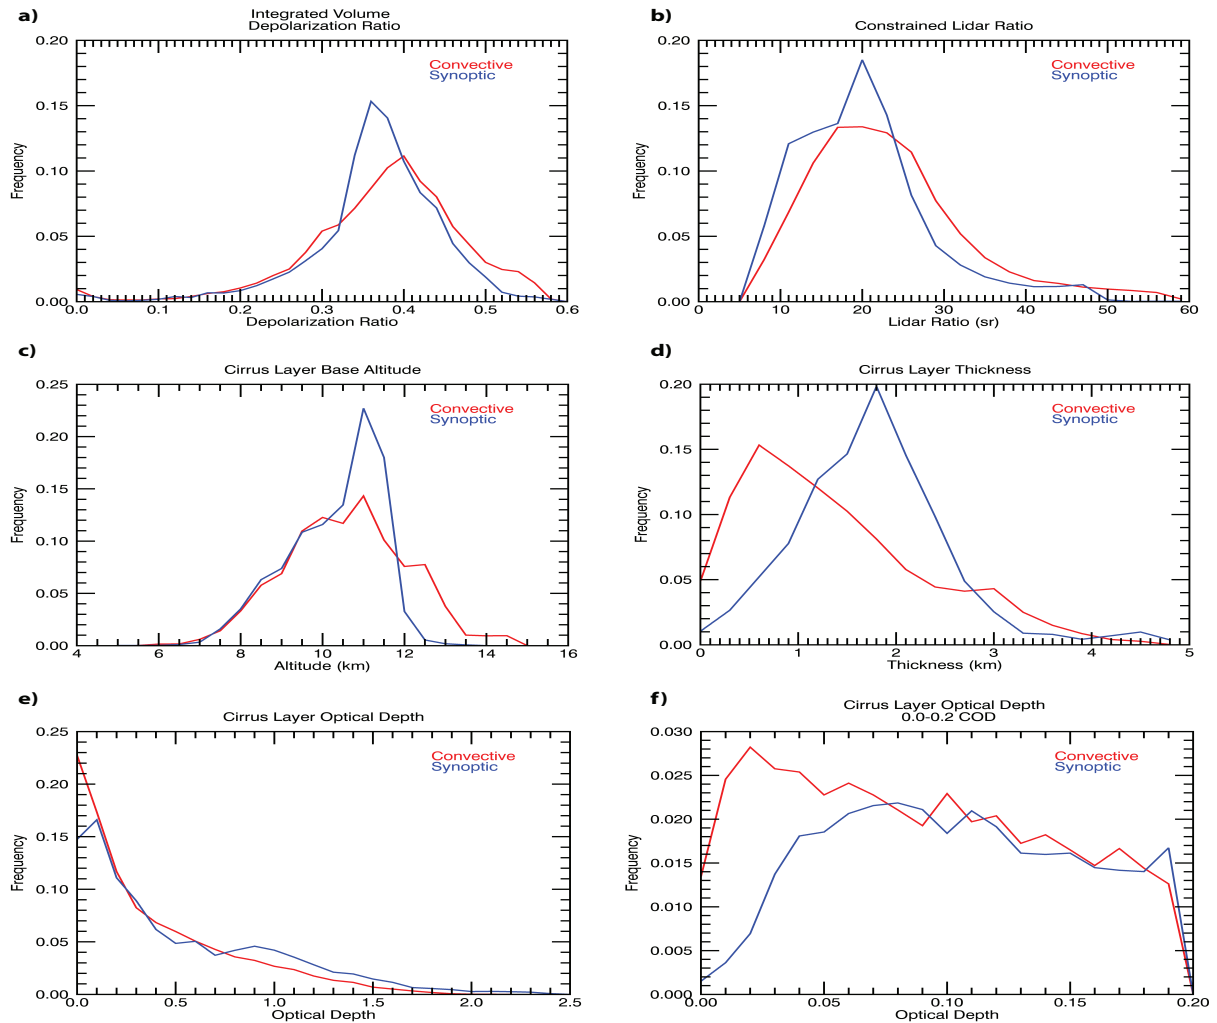 a)
Integrated Volume
Depolarization Ratio
Convective
Synoptic
Frequency
0.20
0.15
0.10
0.05
0.00
0.0 0.1 0.2 0.3 0.4 0.5 0.6
Depolarization Ratio
b)
Constrained Lidar Ratio
Convective
Synoptic
Frequency
0.20
0.15
0.10
0.05
0.00
0 10 20 30 40 50 60
Lidar Ratio (sr)
c)
Cirrus Layer Base Altitude
Convective
Synoptic
Frequency
0.25
0.20
0.15
0.10
0.05
0.00
4 6 8 10 12 14 16
Altitude (km)
d)
Cirrus Layer Thickness
Convective
Synoptic
Frequency
0.20
0.15
0.10
0.05
0.00
0 1 2 3 4 5
Thickness (km)
e)
Cirrus Layer Optical Depth
Convective
Synoptic
Frequency
0.25
0.20
0.15
0.10
0.05
0.00
0.0 0.5 1.0 1.5 2.0 2.5
Optical Depth
f)
Cirrus Layer Optical Depth
0.0-0.2 COD
Convective
Synoptic
Frequency
0.030
0.025
0.020
0.015
0.010
0.005
0.000
0.00 0.05 0.10 0.15 0.20
Optical Depth